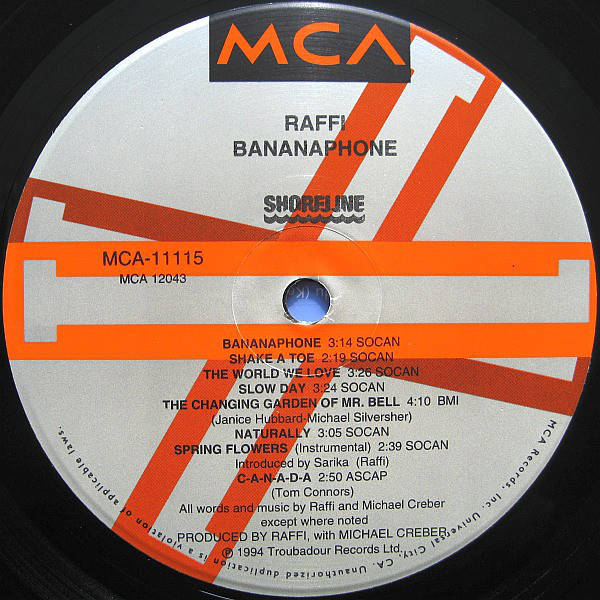 MCA
RAFFI
BANANAPHONE
SHORELINE
MCA-11115
MCA 12043
BANANAPHONE 3:14 SOCAN
SHAKE A TOE 2:19 SOCAN
THE WORLD WE LOVE 3:26 SOCAN
SLOW DAY 3:24 SOCAN
THE CHANGING GARDEN OF MR. BELL 4:10 BMI
(Janice Hubbard-Michael Silversher)
NATURALLY 3:05 SOCAN
SPRING FLOWERS (Instrumental) 2:39 SOCAN
Introduced by Sarika (Raffi)
C-A-N-A-D-A 2:50 ASCAP
(Tom Connors)
All words and music by Raffi and Michael Creber
except where noted
PRODUCED BY RAFFI, with MICHAEL CREBER
℗ © 1994 Troubadour Records Ltd.
MCA Records, Inc. Universal City, CA. Unauthorized duplication is a violation of applicable laws.